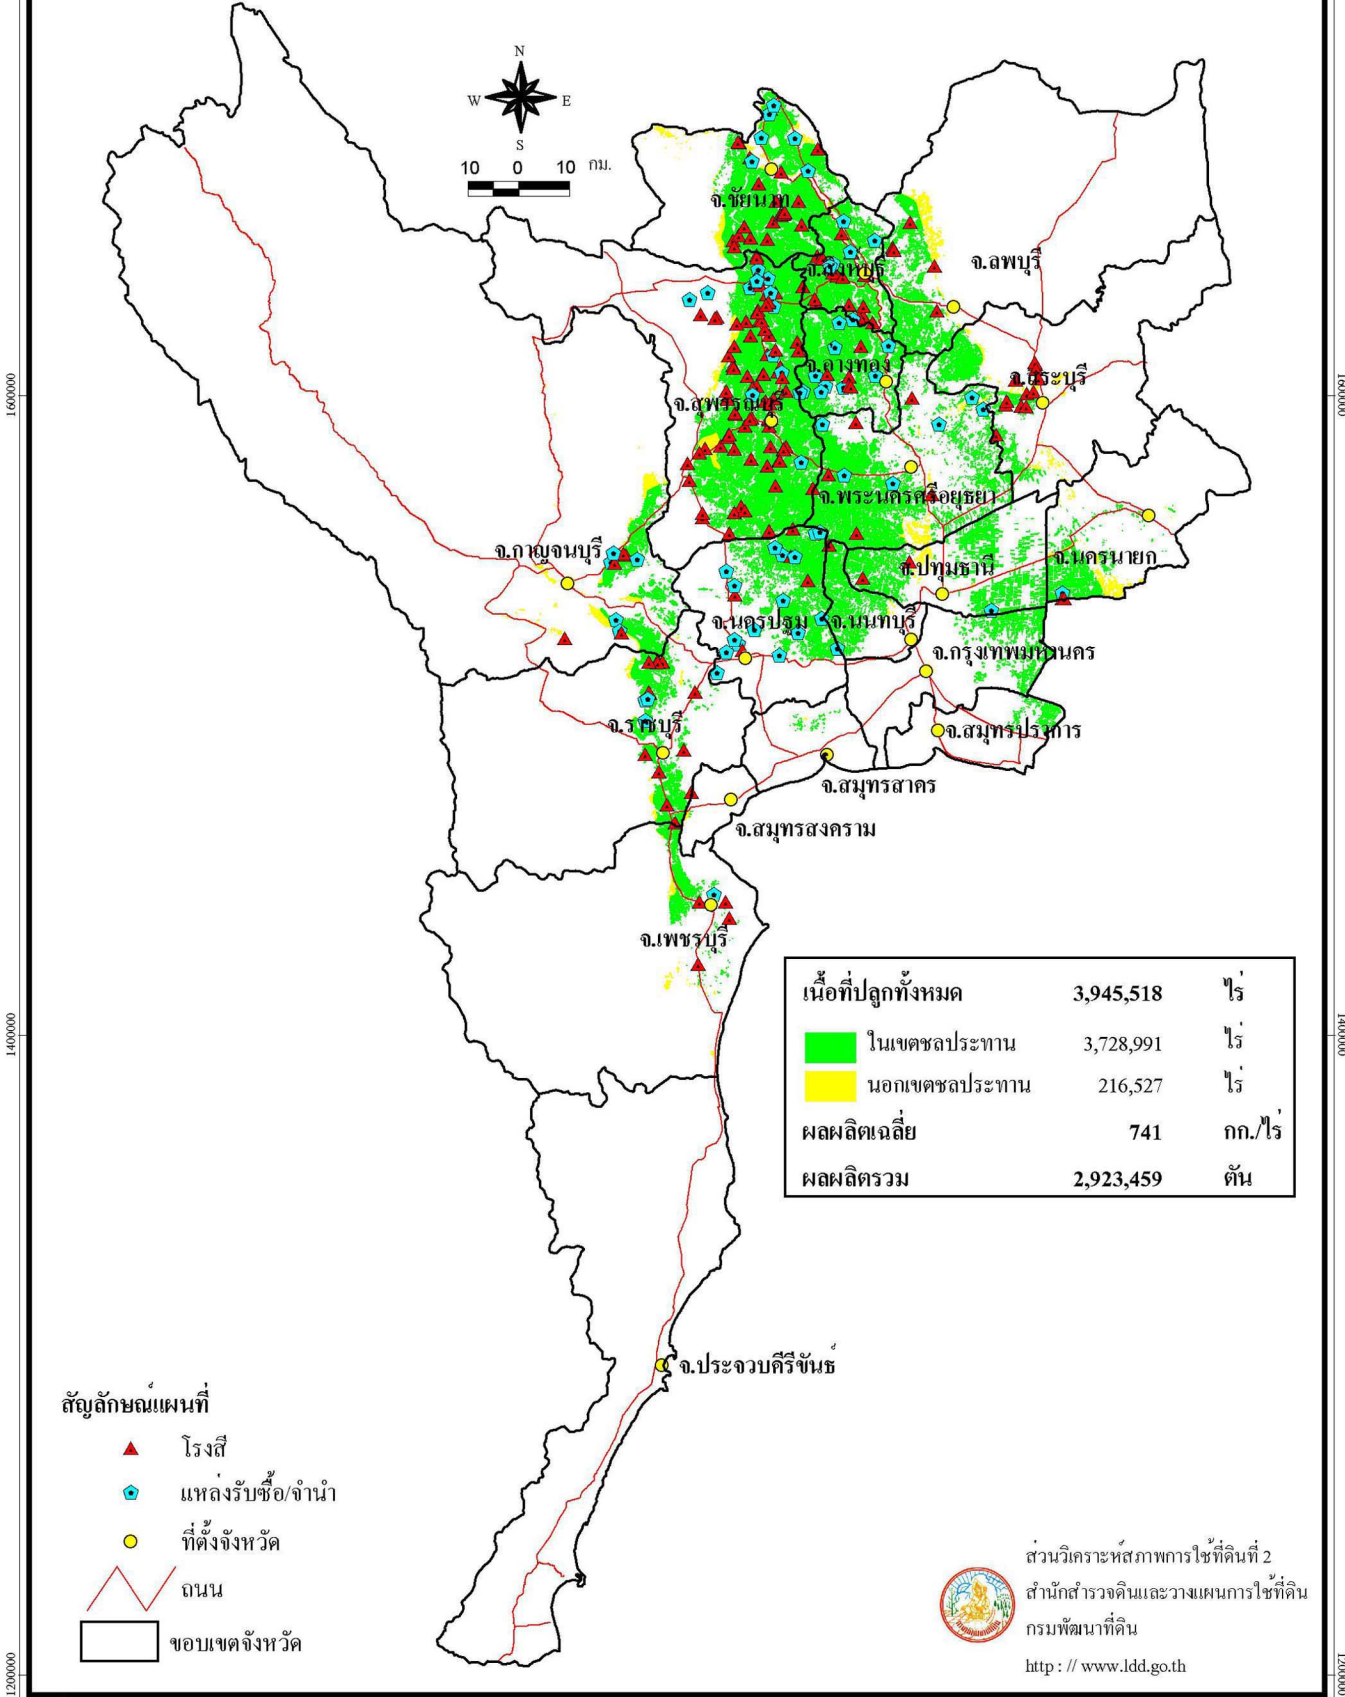 N
W E
S
10 0 10 กม.
จ.ชัยนาท
จ.สิงห์บุรี
จ.ลพบุรี
จ.อ่างทอง
จ.สระบุรี
จ.สุพรรณบุรี
จ.พระนครศรีอยุธยา
จ.กาญจนบุรี
จ.ปทุมธานี
จ.นครนายก
จ.นครปฐม
จ.นนทบุรี
จ.กรุงเทพมหานคร
จ.ราชบุรี
จ.สมุทรปราการ
จ.สมุทรสาคร
จ.สมุทรสงคราม
จ.เพชรบุรี
จ.ประจวบคีรีขันธ์
1600000
1600000
1400000
1400000
1200000
1200000
เนื้อที่ปลูกทั้งหมด 3,945,518 ไร่
ในเขตชลประทาน 3,728,991 ไร่
นอกเขตชลประทาน 216,527 ไร่
ผลผลิตเฉลี่ย 741 กก./ไร่
ผลผลิตรวม 2,923,459 ตัน
สัญลักษณ์แผนที่
โรงสี
แหล่งรับซื้อ/จำนำ
ที่ตั้งจังหวัด
ถนน
ขอบเขตจังหวัด
ส่วนวิเคราะห์สภาพการใช้ที่ดินที่ 2
สำนักสำรวจดินและวางแผนการใช้ที่ดิน
กรมพัฒนาที่ดิน
http : // www.ldd.go.th